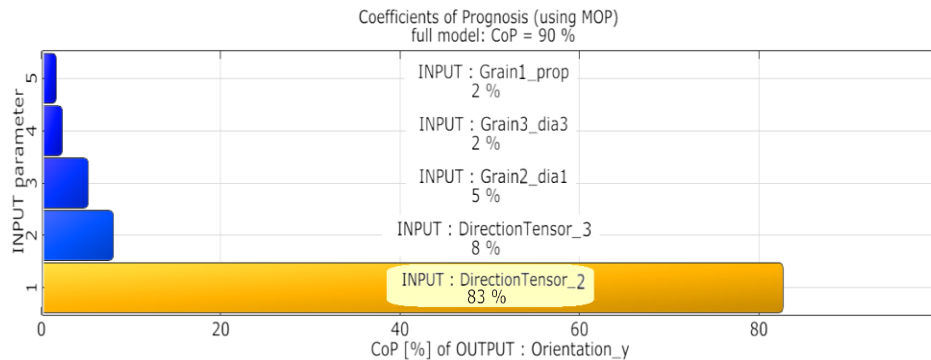 Coefficients of Prognosis (using MOP)
full model: CoP = 90 %
INPUT parameter
5
INPUT : Grain1_prop
2 %
4
INPUT : Grain3_dia3
2 %
3
INPUT : Grain2_dia1
5 %
2
INPUT : DirectionTensor_3
8 %
1
INPUT : DirectionTensor_2
83 %
0 20 40 60 80
CoP [%] of OUTPUT : Orientation_y